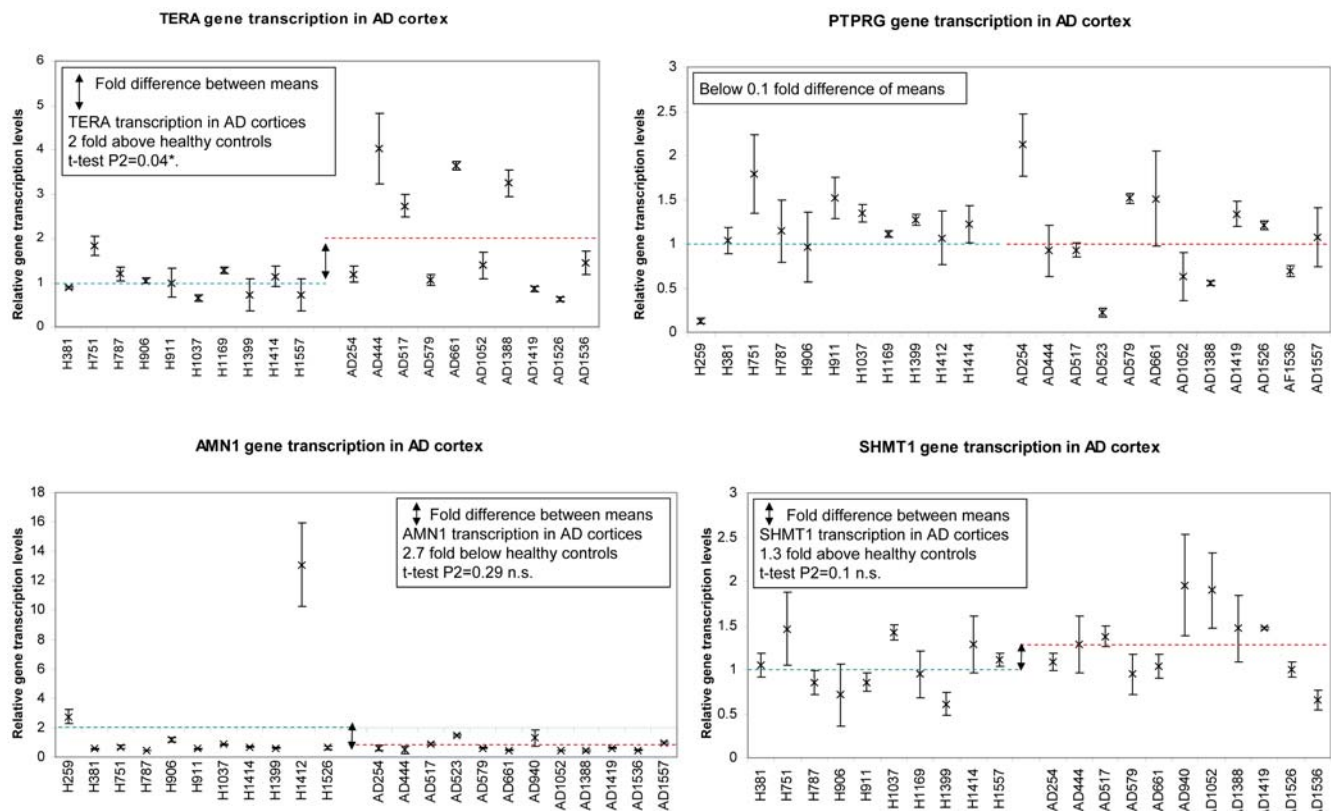 TERA gene transcription in AD cortex
Relative gene transcription levels
6
5
4
3
2
1
0
Fold difference between means
TERA transcription in AD cortices
2 fold above healthy controls
t-test P2=0.04*.
H381
H751
H787
H906
H911
H1037
H1169
H1399
H1414
H1557
AD254
AD444
AD517
AD579
AD661
AD1052
AD1388
AD1419
AD1526
AD1536
PTPRG gene transcription in AD cortex
Relative gene transcription levels
3
2.5
2
1.5
1
0.5
0
Below 0.1 fold difference of means
H259
H381
H751
H787
H906
H911
H1037
H1169
H1399
H1412
H1414
AD254
AD444
AD517
AD523
AD579
AD661
AD1052
AD1388
AD1419
AD1526
AF1536
AD1557
AMN1 gene transcription in AD cortex
Relative gene transcription levels
18
16
14
12
10
8
6
4
2
0
Fold difference between means
AMN1 transcription in AD cortices
2.7 fold below healthy controls
t-test P2=0.29 n.s.
H259
H381
H751
H787
H906
H911
H1037
H1414
H1399
H1412
H1526
AD254
AD444
AD517
AD523
AD579
AD661
AD940
AD1052
AD1388
AD1419
AD1536
AD1557
SHMT1 gene transcription in AD cortex
Relative gene transcription levels
3
2.5
2
1.5
1
0.5
0
Fold difference between means
SHMT1 transcription in AD cortices
1.3 fold above healthy controls
t-test P2=0.1 n.s.
H381
H751
H787
H906
H911
H1037
H1169
H1399
H1414
H1557
AD254
AD444
AD517
AD579
AD661
AD940
AD1052
AD1388
AD1419
AD1526
AD1536